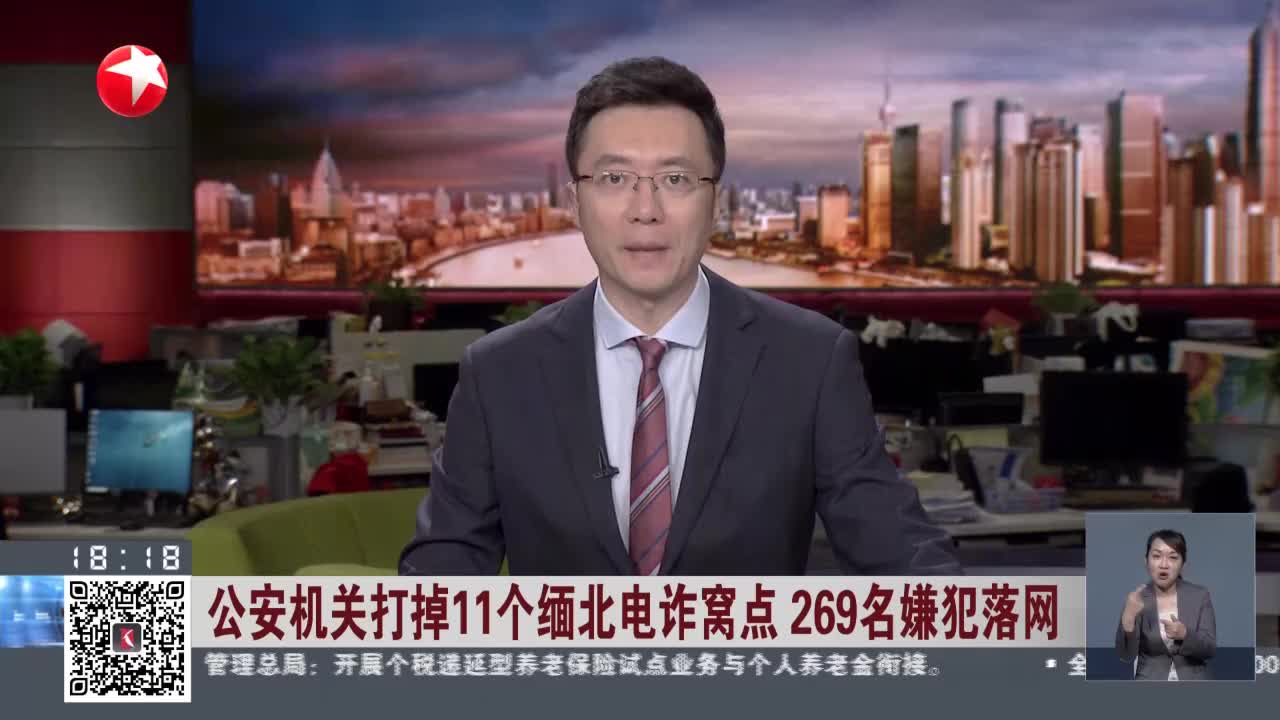 18:18
公安机关打掉11个缅北电诈窝点 269名嫌犯落网
管理总局：开展个税递延型养老保险试点业务与个人养老金衔接。 * 全
00